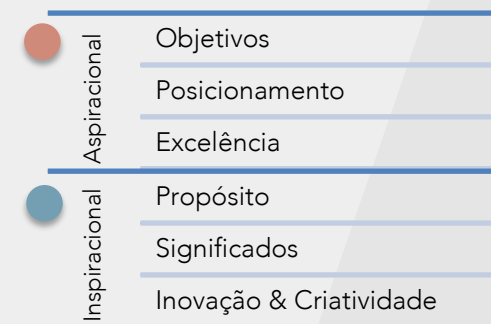 Aspiracional
Objetivos
Posicionamento
Excelência
Inspiracional
Propósito
Significados
Inovação & Criatividade